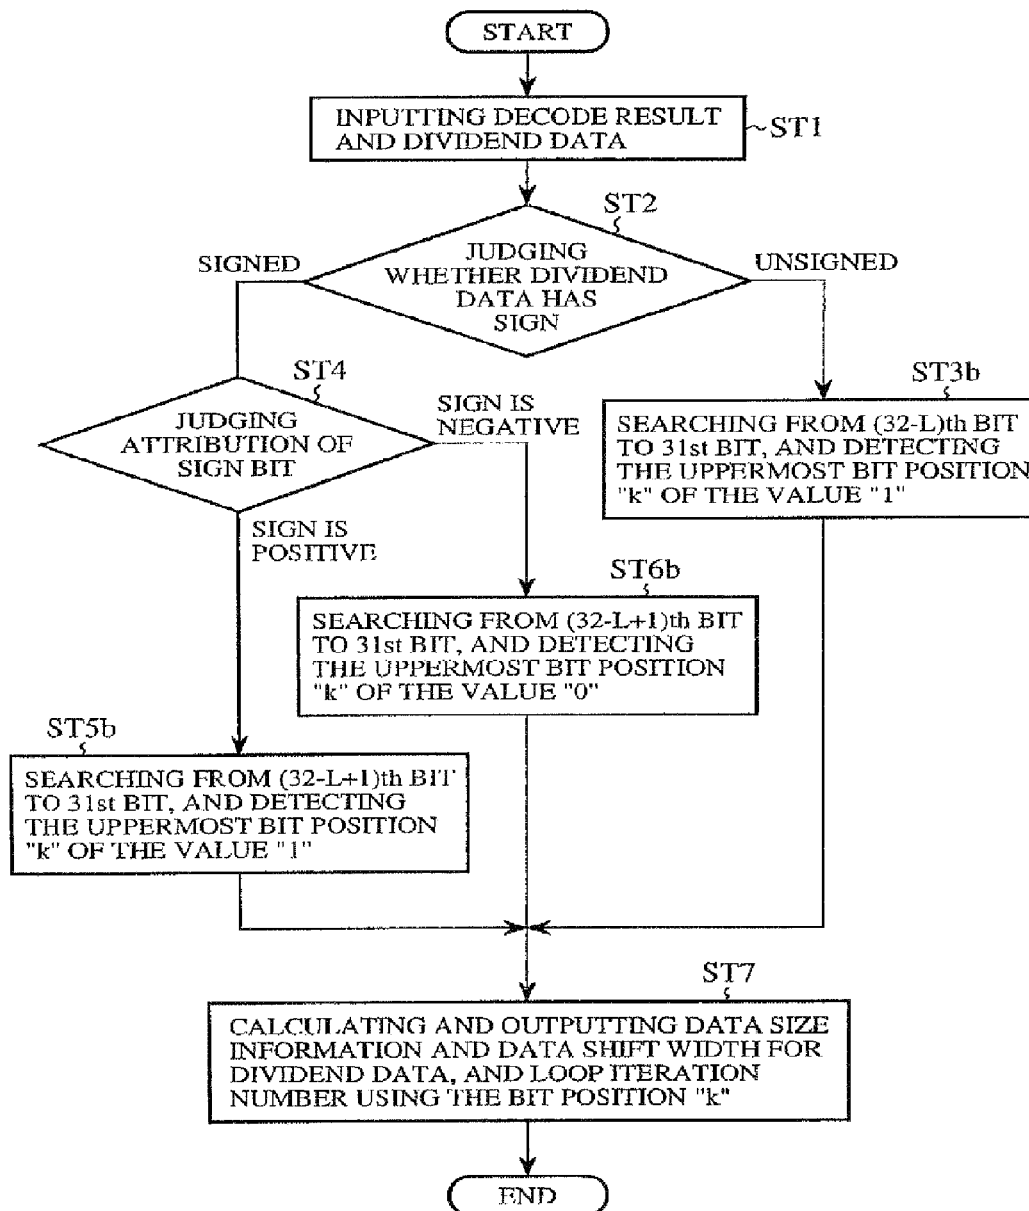 START
INPUTTING DECODE RESULT
AND DIVIDEND DATA
ST1
ST2
JUDGING
WHETHER DIVIDEND
DATA HAS
SIGN
SIGNED
UNSIGNED
ST4
JUDGING
ATTRIBUTION OF
SIGN BIT
SIGN IS
NEGATIVE
SIGN IS
POSITIVE
ST3b
SEARCHING FROM (32-L)th BIT
TO 31st BIT, AND DETECTING
THE UPPERMOST BIT POSITION
"k" OF THE VALUE "1"
ST6b
SEARCHING FROM (32-L+1)th BIT
TO 31st BIT, AND DETECTING
THE UPPERMOST BIT POSITION
"k" OF THE VALUE "0"
ST5b
SEARCHING FROM (32-L+1)th BIT
TO 31st BIT, AND DETECTING
THE UPPERMOST BIT POSITION
"k" OF THE VALUE "1"
ST7
CALCULATING AND OUTPUTTING DATA SIZE
INFORMATION AND DATA SHIFT WIDTH FOR
DIVIDEND DATA, AND LOOP ITERATION
NUMBER USING THE BIT POSITION "k"
END